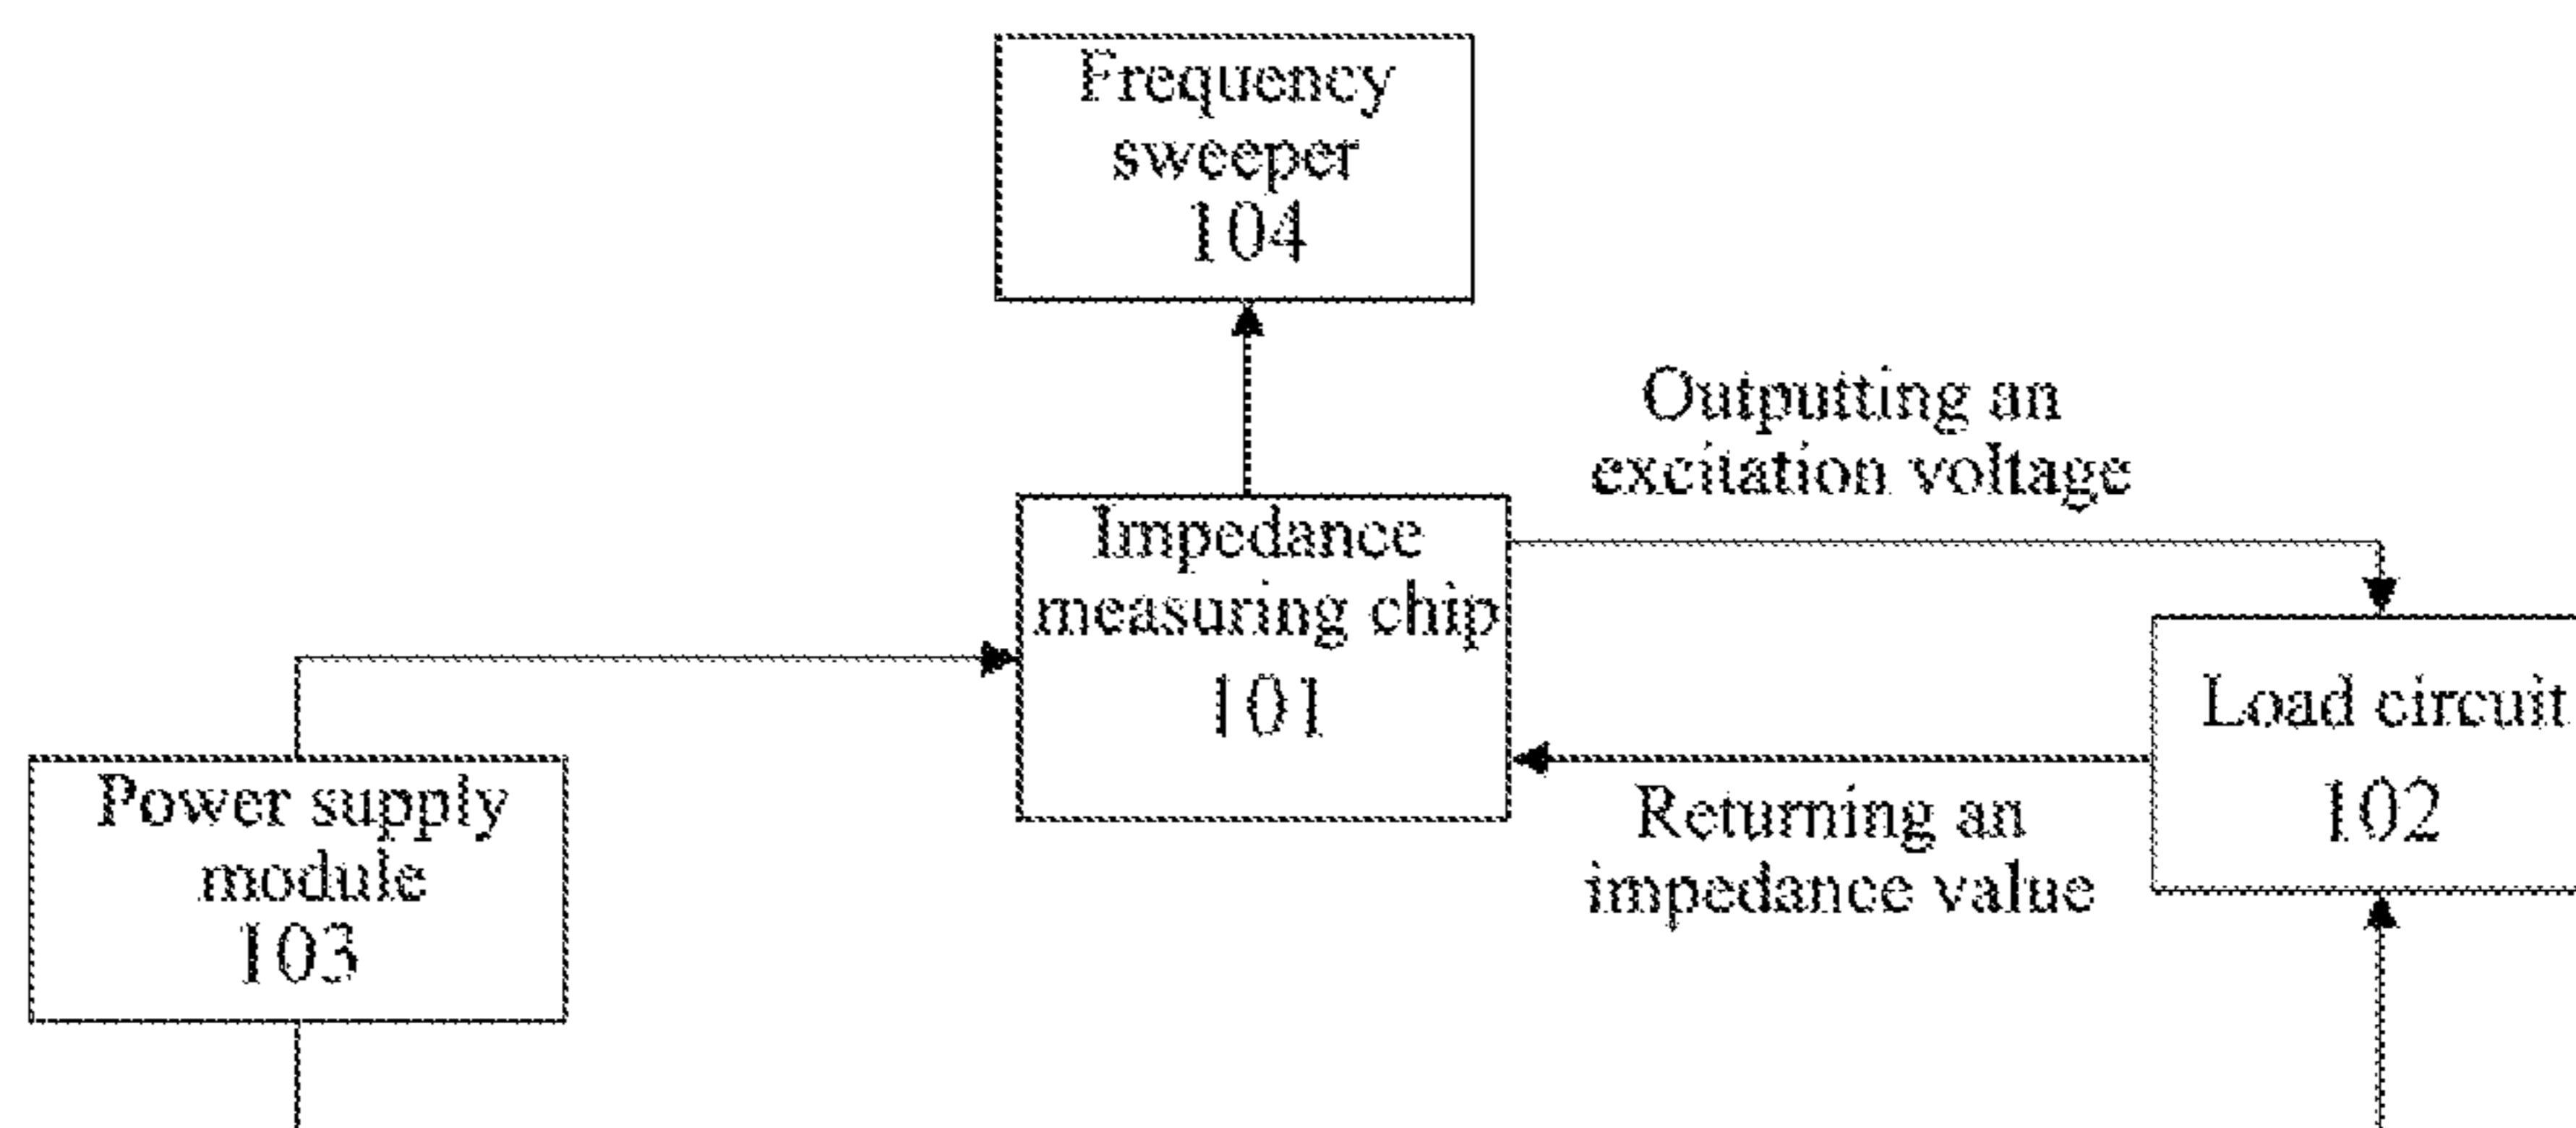 Frequency
sweeper
104
Outputting an
excitation voltage
Impedance
measuring chip
101
Load circuit
102
Returning an
impedance value
Power supply
module
103